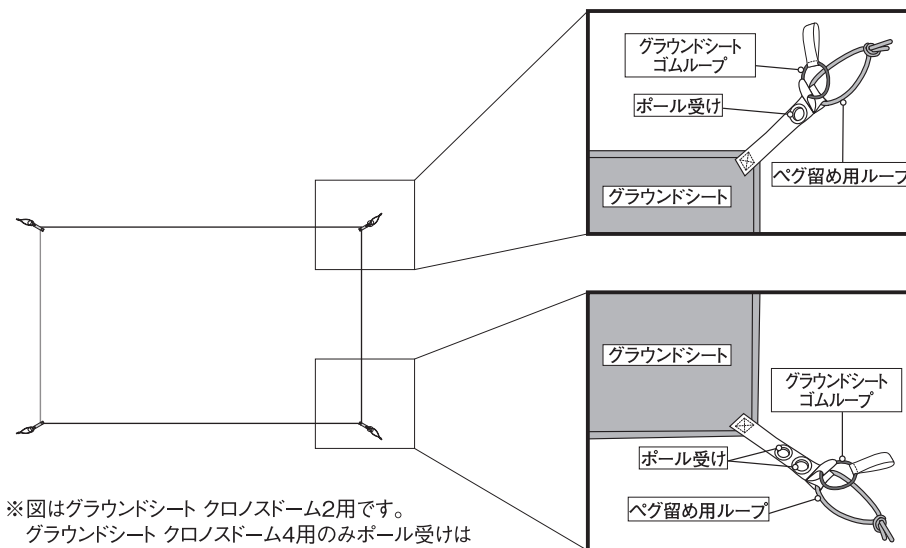 グラウンドシート
ゴムループ
ポール受け
ペグ留め用ループ
グラウンドシート
グラウンドシート
グラウンドシート
ゴムループ
ポール受け
ペグ留め用ループ
※図はグラウンドシート クロノスドーム2用です。
グラウンドシート クロノスドーム4用のみポール受けは